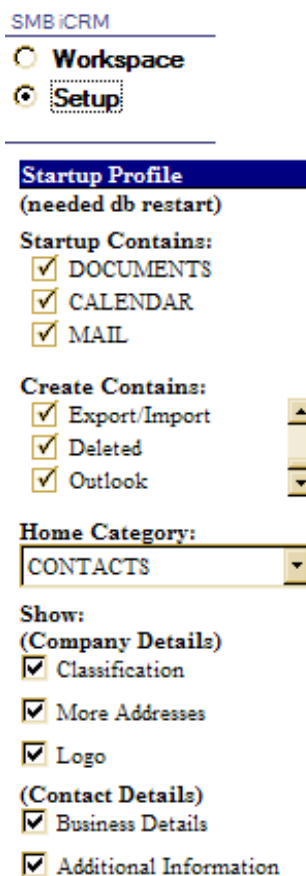 SMB iCRM
Workspace
Setup
Startup Profile
(needed db restart)
Startup Contains:
DOCUMENTS
CALENDAR
MAIL
Create Contains:
Export/Import
Deleted
Outlook
Home Category:
CONTACTS
Show:
(Company Details)
Classification
More Addresses
Logo
(Contact Details)
Business Details
Additional Information